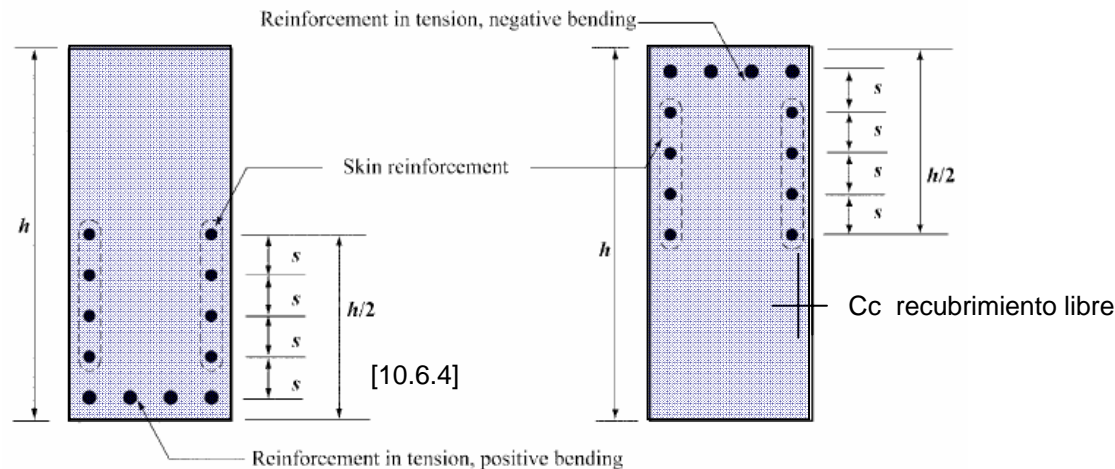 Reinforcement in tension, negative bending
s
h/2
s
Skin reinforcement
s
h
s
h
s
s
h/2
Cc recubrimiento libre
s
[10.6.4]
s
Reinforcement in tension, positive bending